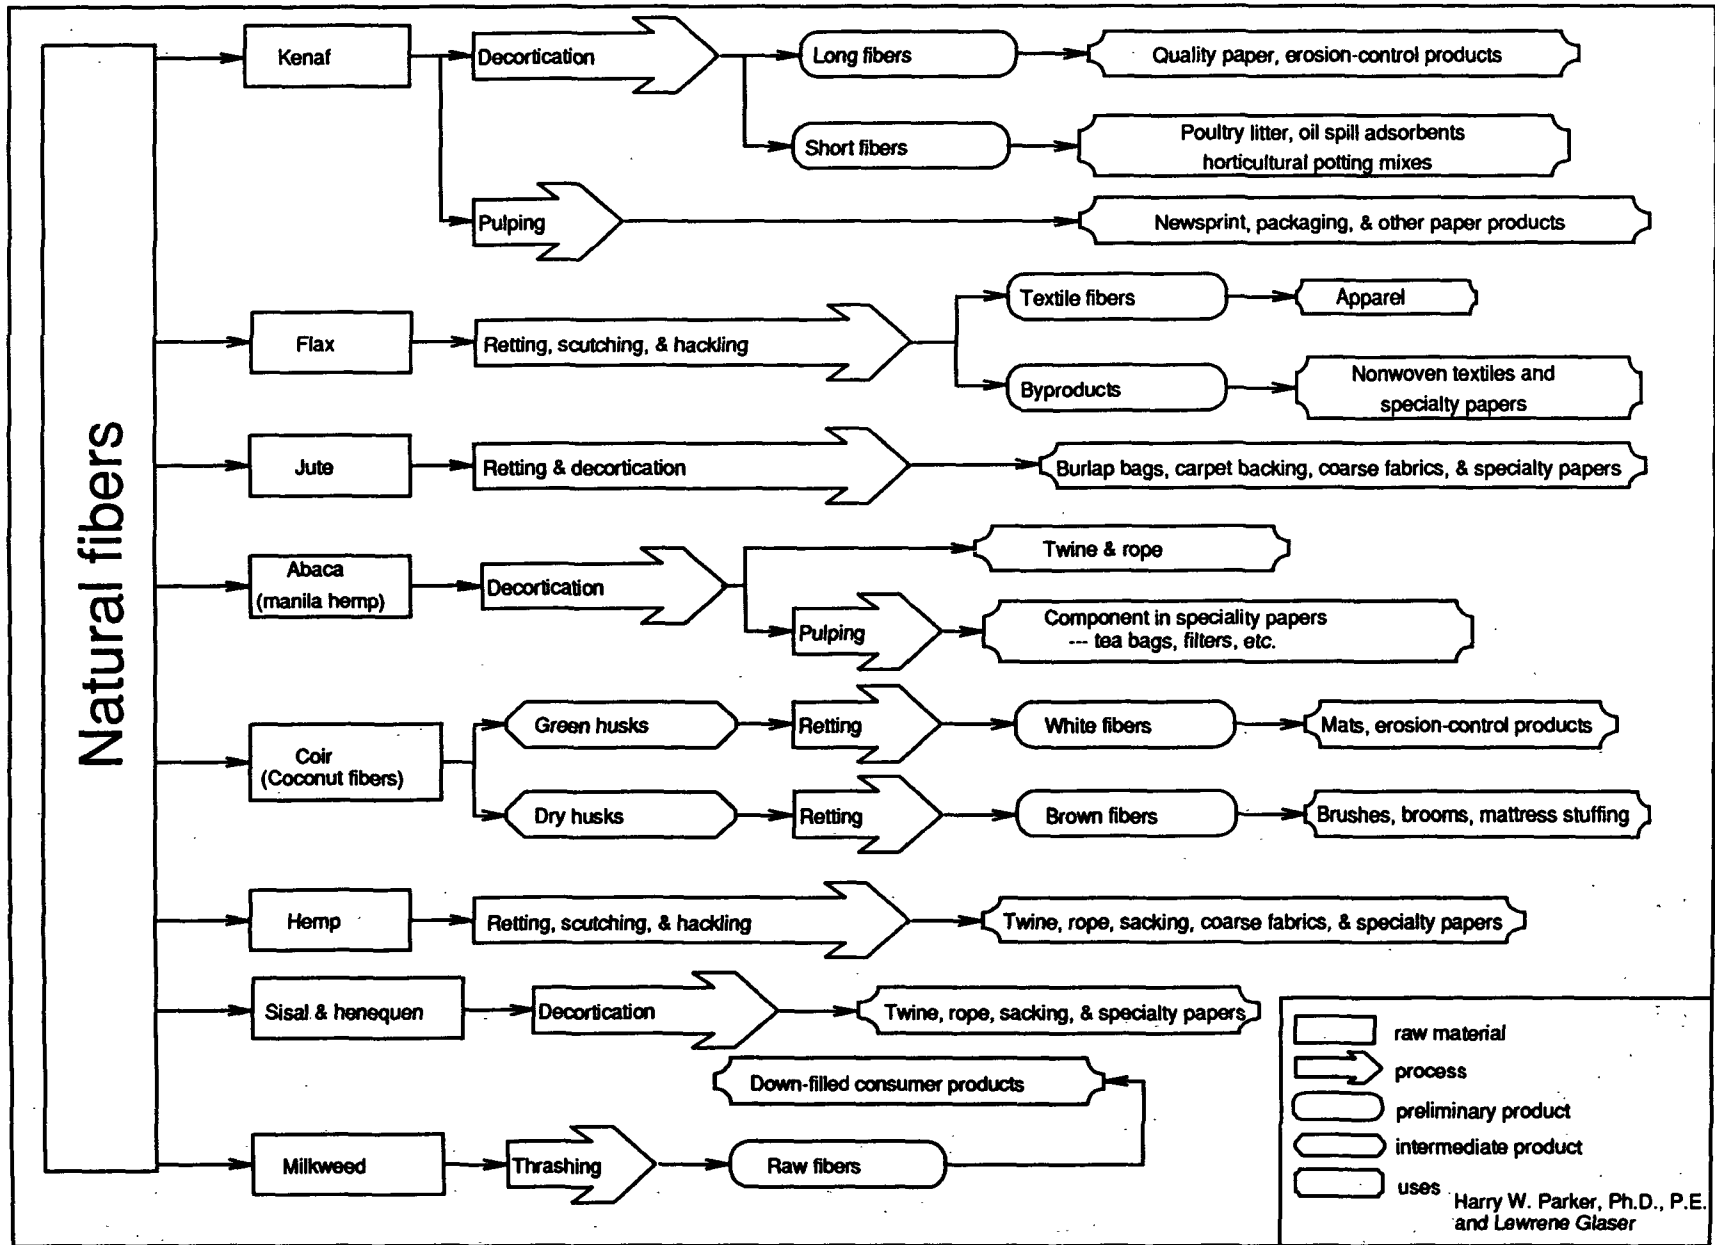 Natural fibers
Kenaf
Decortication
Long fibers
Quality paper, erosion-control products
Short fibers
Poultry litter, oil spill adsorbents
horticultural potting mixes
Pulping
Newsprint, packaging, & other paper products
Flax
Retting, scutching, & hackling
Textile fibers
Apparel
Byproducts
Nonwoven textiles and
specialty papers
Jute
Retting & decortication
Burlap bags, carpet backing, coarse fabrics, & specialty papers
Abaca
(manila hemp)
Decortication
Twine & rope
Pulping
Component in speciality papers
--- tea bags, filters, etc.
Coir
(Coconut fibers)
Green husks
Retting
White fibers
Mats, erosion-control products
Dry husks
Retting
Brown fibers
Brushes, brooms, mattress stuffing
Hemp
Retting, scutching, & hackling
Twine, rope, sacking, coarse fabrics, & specialty papers
Sisal & henequen
Decortication
Twine, rope, sacking, & specialty papers
Down-filled consumer products
Milkweed
Thrashing
Raw fibers
raw material
process
preliminary product
intermediate product
uses
Harry W. Parker, Ph.D., P.E.
and Lewrene Glaser